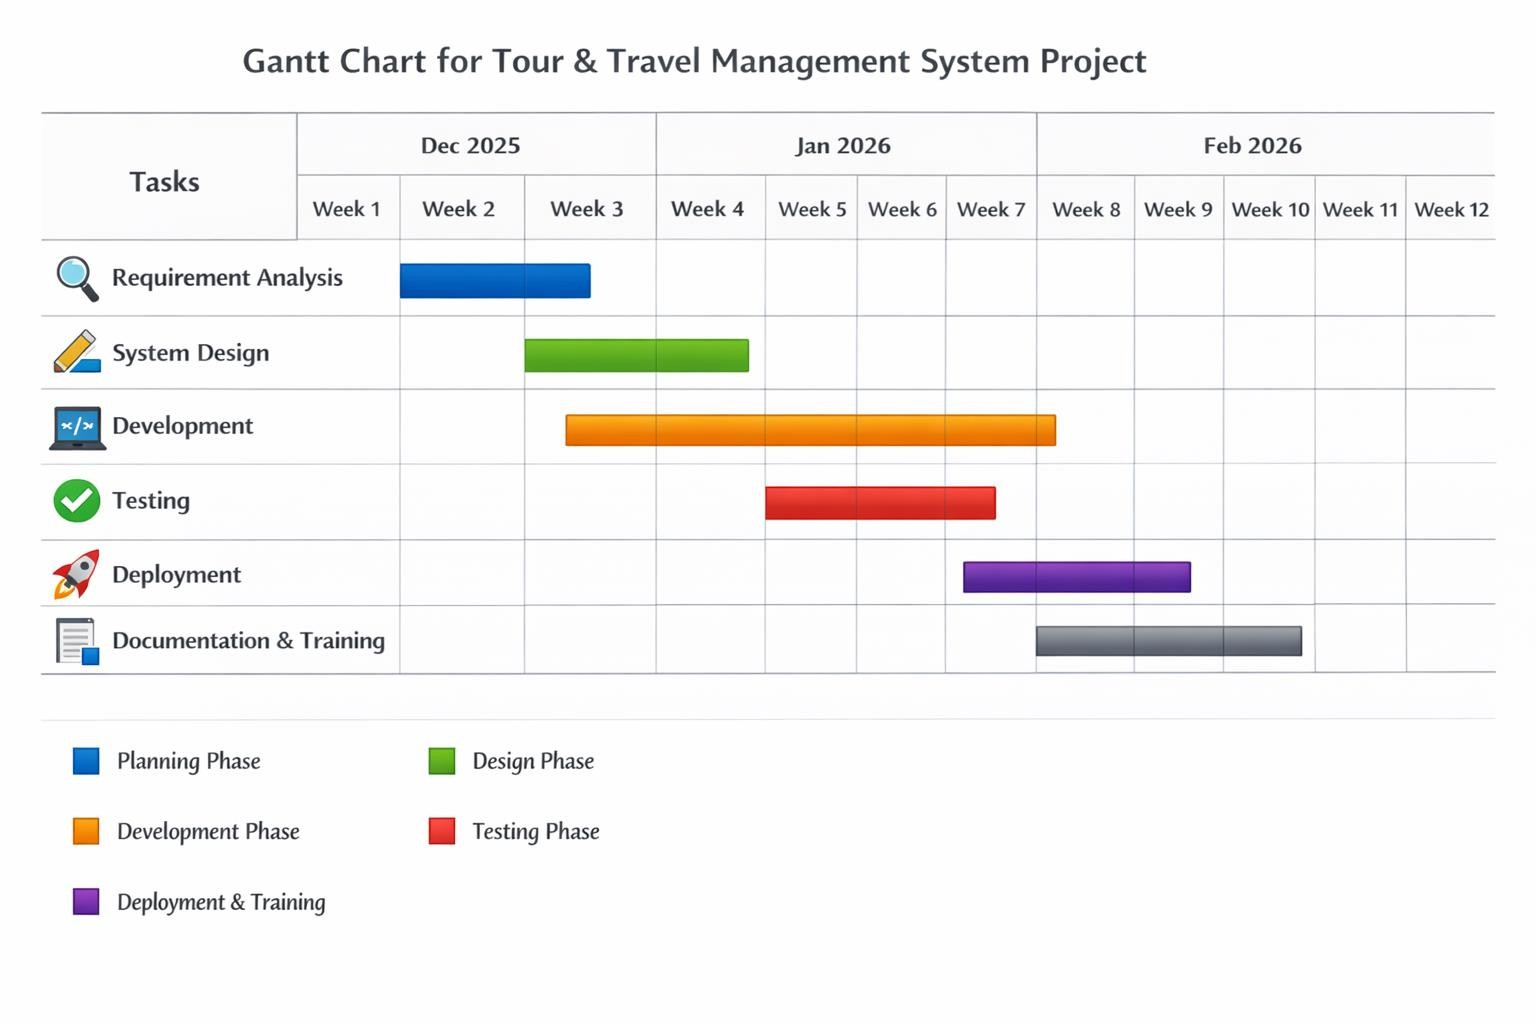 Gantt Chart for Tour & Travel Management System Project
Tasks
Dec 2025
Jan 2026
Feb 2026
Week 1
Week 2
Week 3
Week 4
Week 5
Week 6
Week 7
Week 8
Week 9
Week 10
Week 11
Week 12
Requirement Analysis
System Design
</>
Development
Testing
Deployment
Documentation & Training
Planning Phase
Design Phase
Development Phase
Testing Phase
Deployment & Training